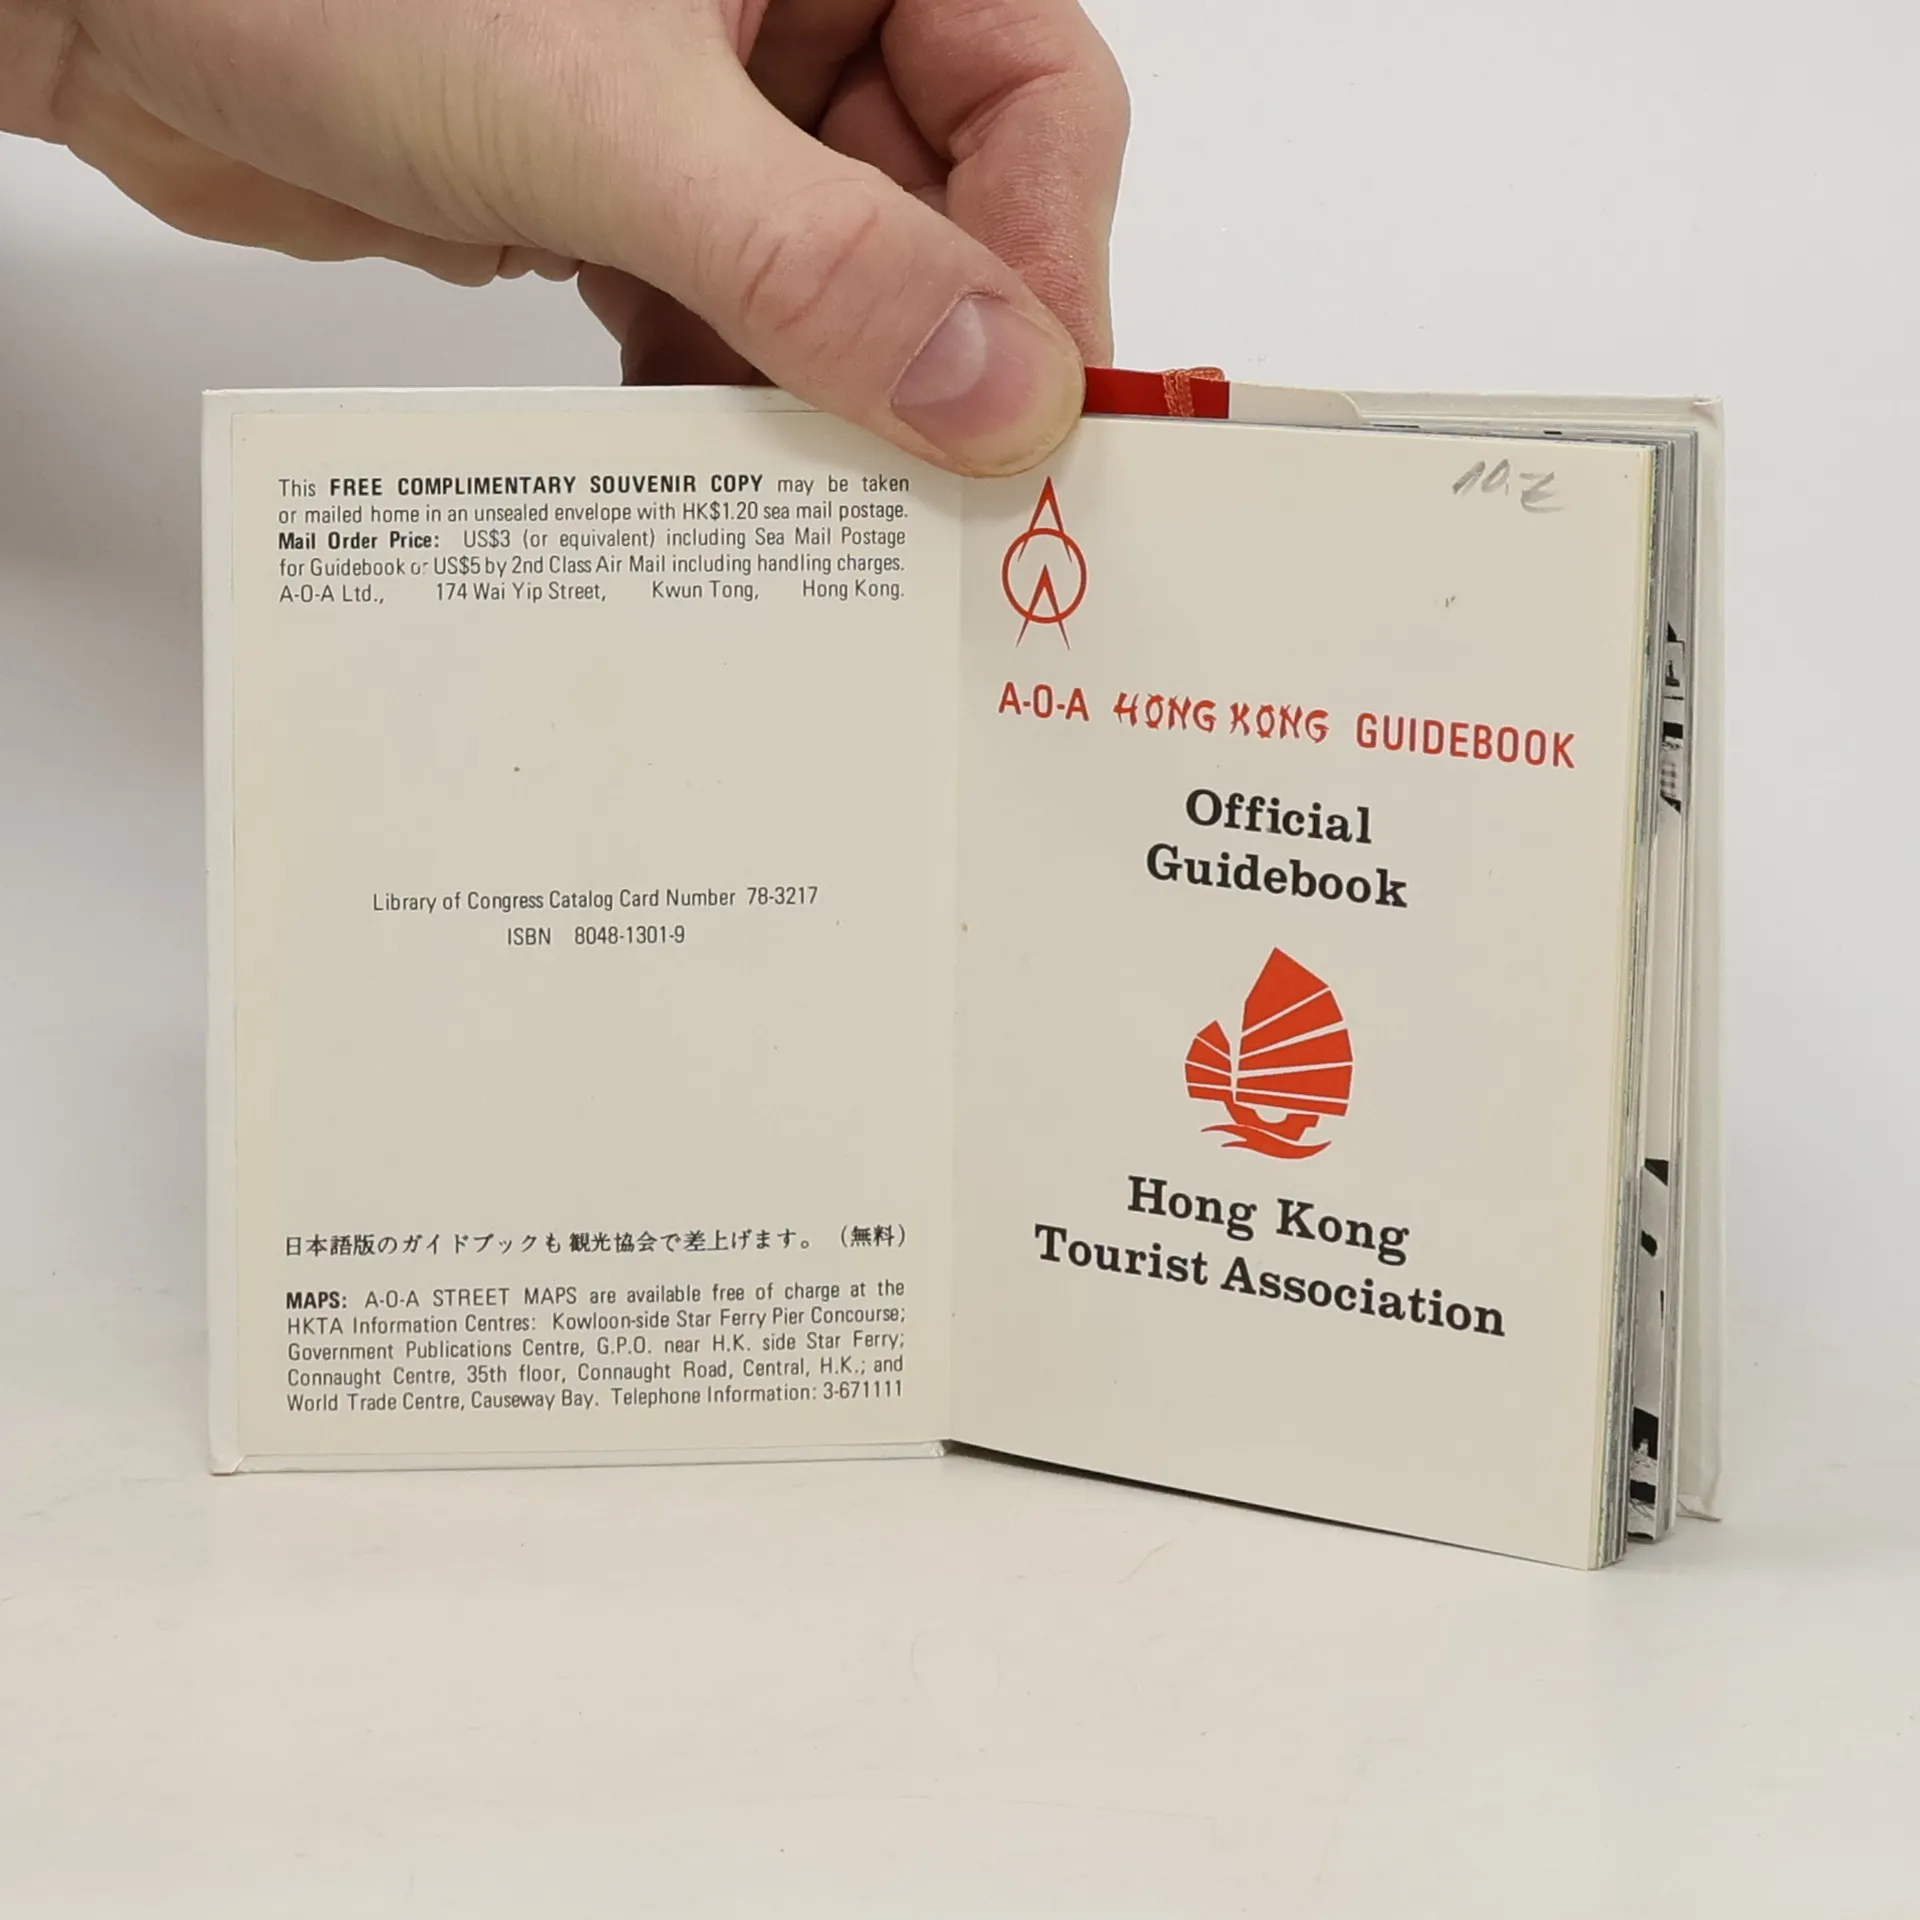 This FREE COMPLIMENTARY SOUVENIR COPY may be taken
or mailed home in an unsealed envelope with HK$1.20 sea mail postage.
Mail Order Price: US$3 (or equivalent) including Sea Mail Postage
for Guidebook or US$5 by 2nd Class Air Mail including handling charges.
A-O-A Ltd., 174 Wai Yip Street, Kwun Tong, Hong Kong.
Library of Congress Catalog Card Number 78-3217
ISBN 8048-1301-9
日本語版のガイドブックも観光協会で差上げます。（無料）
MAPS: A-O-A STREET MAPS are available free of charge at the
HKTA Information Centres: Kowloon-side Star Ferry Pier Concourse;
Government Publications Centre, G.P.O. near H.K. side Star Ferry;
Connaught Centre, 35th floor, Connaught Road, Central, H.K.; and
World Trade Centre, Causeway Bay. Telephone Information: 3-671111
A-O-A HONG KONG GUIDEBOOK
Official
Guidebook
Hong Kong
Tourist Association